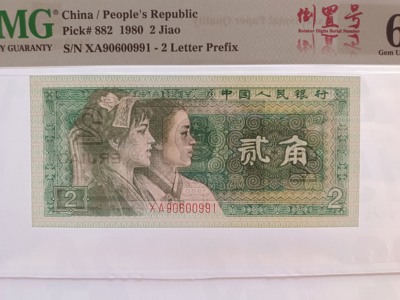 MG
Y GUARANTY
China / People's Republic
Pick# 882 1980 2 Jiao
S/N XA90600991 - 2 Letter Prefix
倒置号
6
Gem U
中国人民银行
贰角
2
2
XA90600991